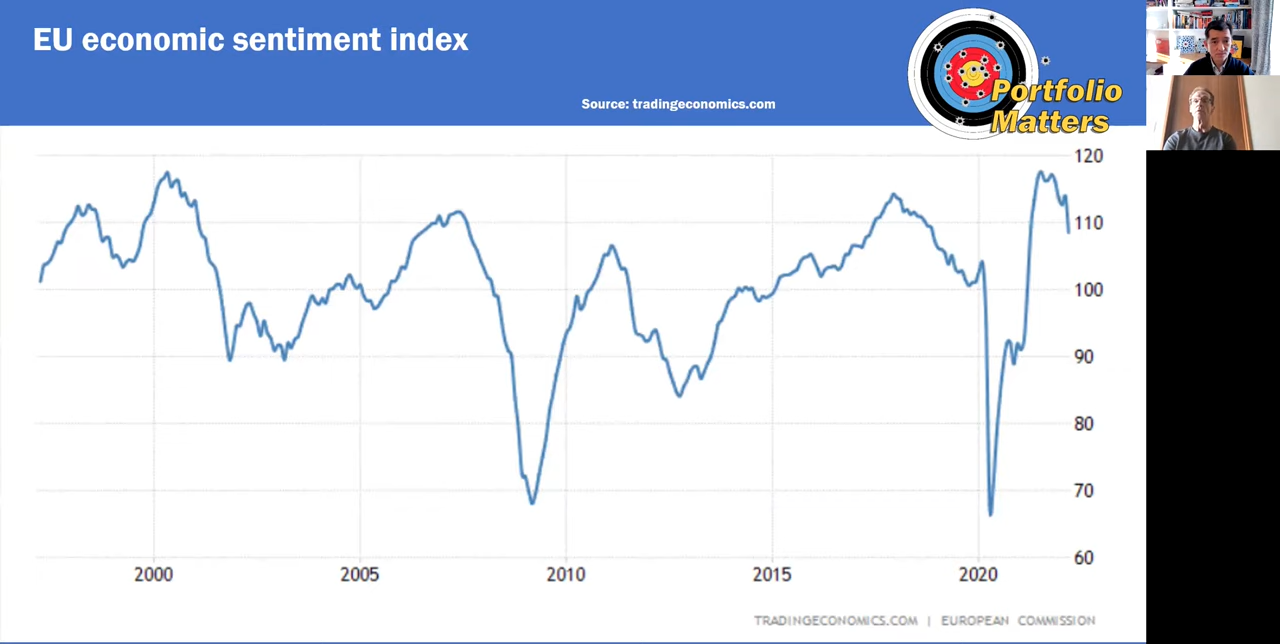 EU economic sentiment index
Source: tradingeconomics.com
Portfolio
Matters
120
110
100
90
80
70
60
2000 2005 2010 2015 2020
TRADINGECONOMICS.COM | EUROPEAN COMMISSION